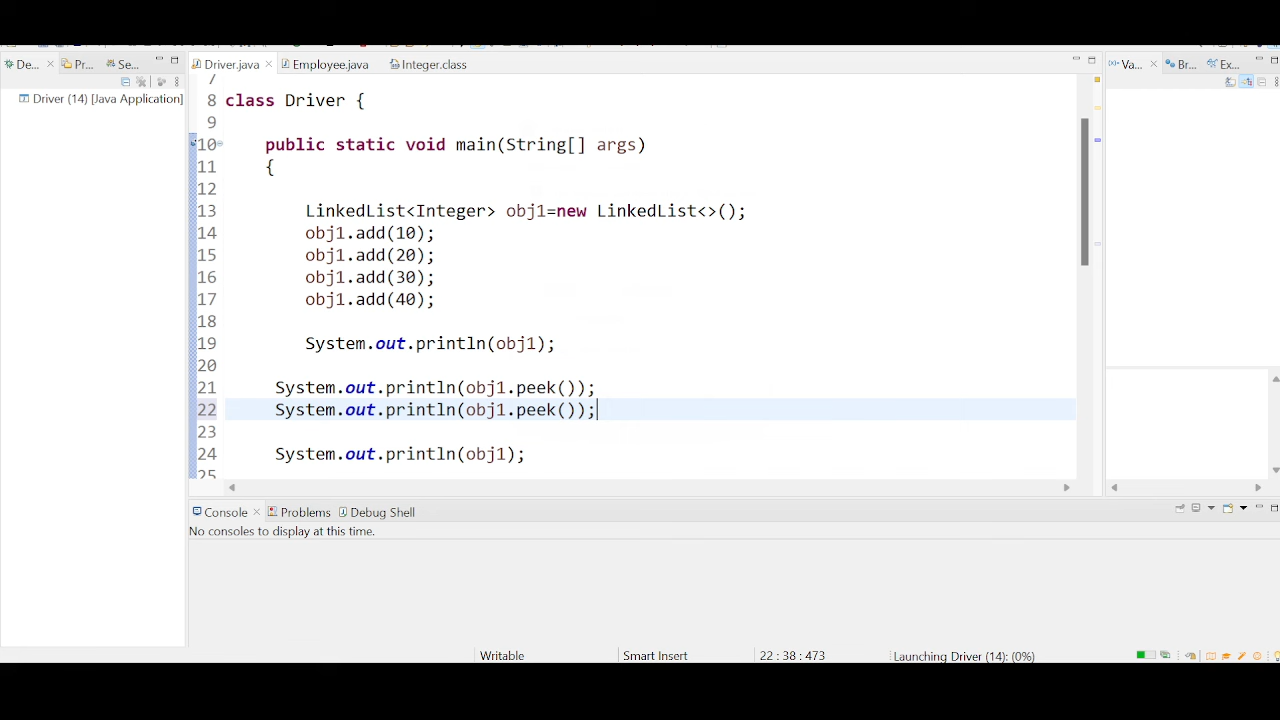 De...
Pr...
Se...
Driver.java
Employee.java
Integer.class
Va...
Br...
Ex...
Driver (14) [Java Application]
7
8 class Driver {
9
10 public static void main(String[] args)
11 {
12
13 LinkedList<Integer> obj1=new LinkedList<>();
14 obj1.add(10);
15 obj1.add(20);
16 obj1.add(30);
17 obj1.add(40);
18
19 System.out.println(obj1);
20
21 System.out.println(obj1.peek());
22 System.out.println(obj1.peek());
23
24 System.out.println(obj1);
25
Console
Problems
Debug Shell
No consoles to display at this time.
Writable
Smart Insert
22 : 38 : 473
Launching Driver (14): (0%)